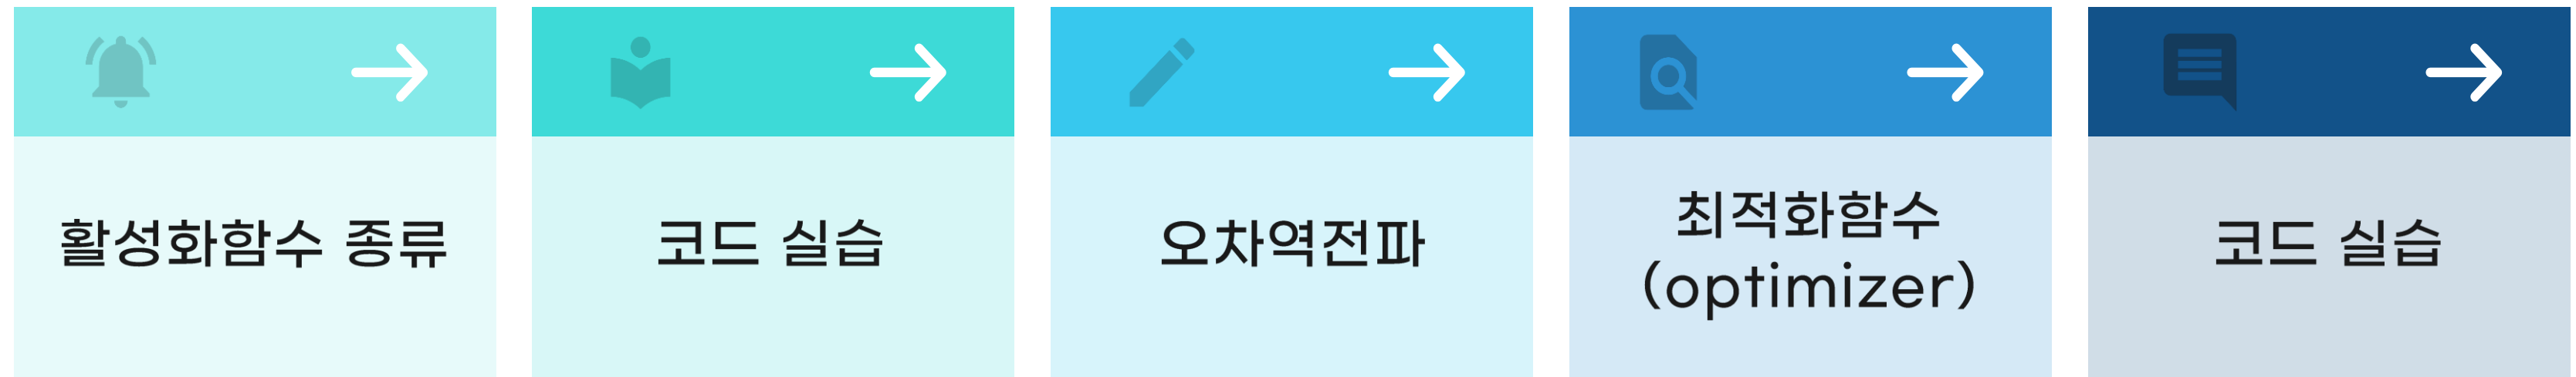 활성화함수 종류
코드 실습
오차역전파
최적화함수
(optimizer)
코드 실습